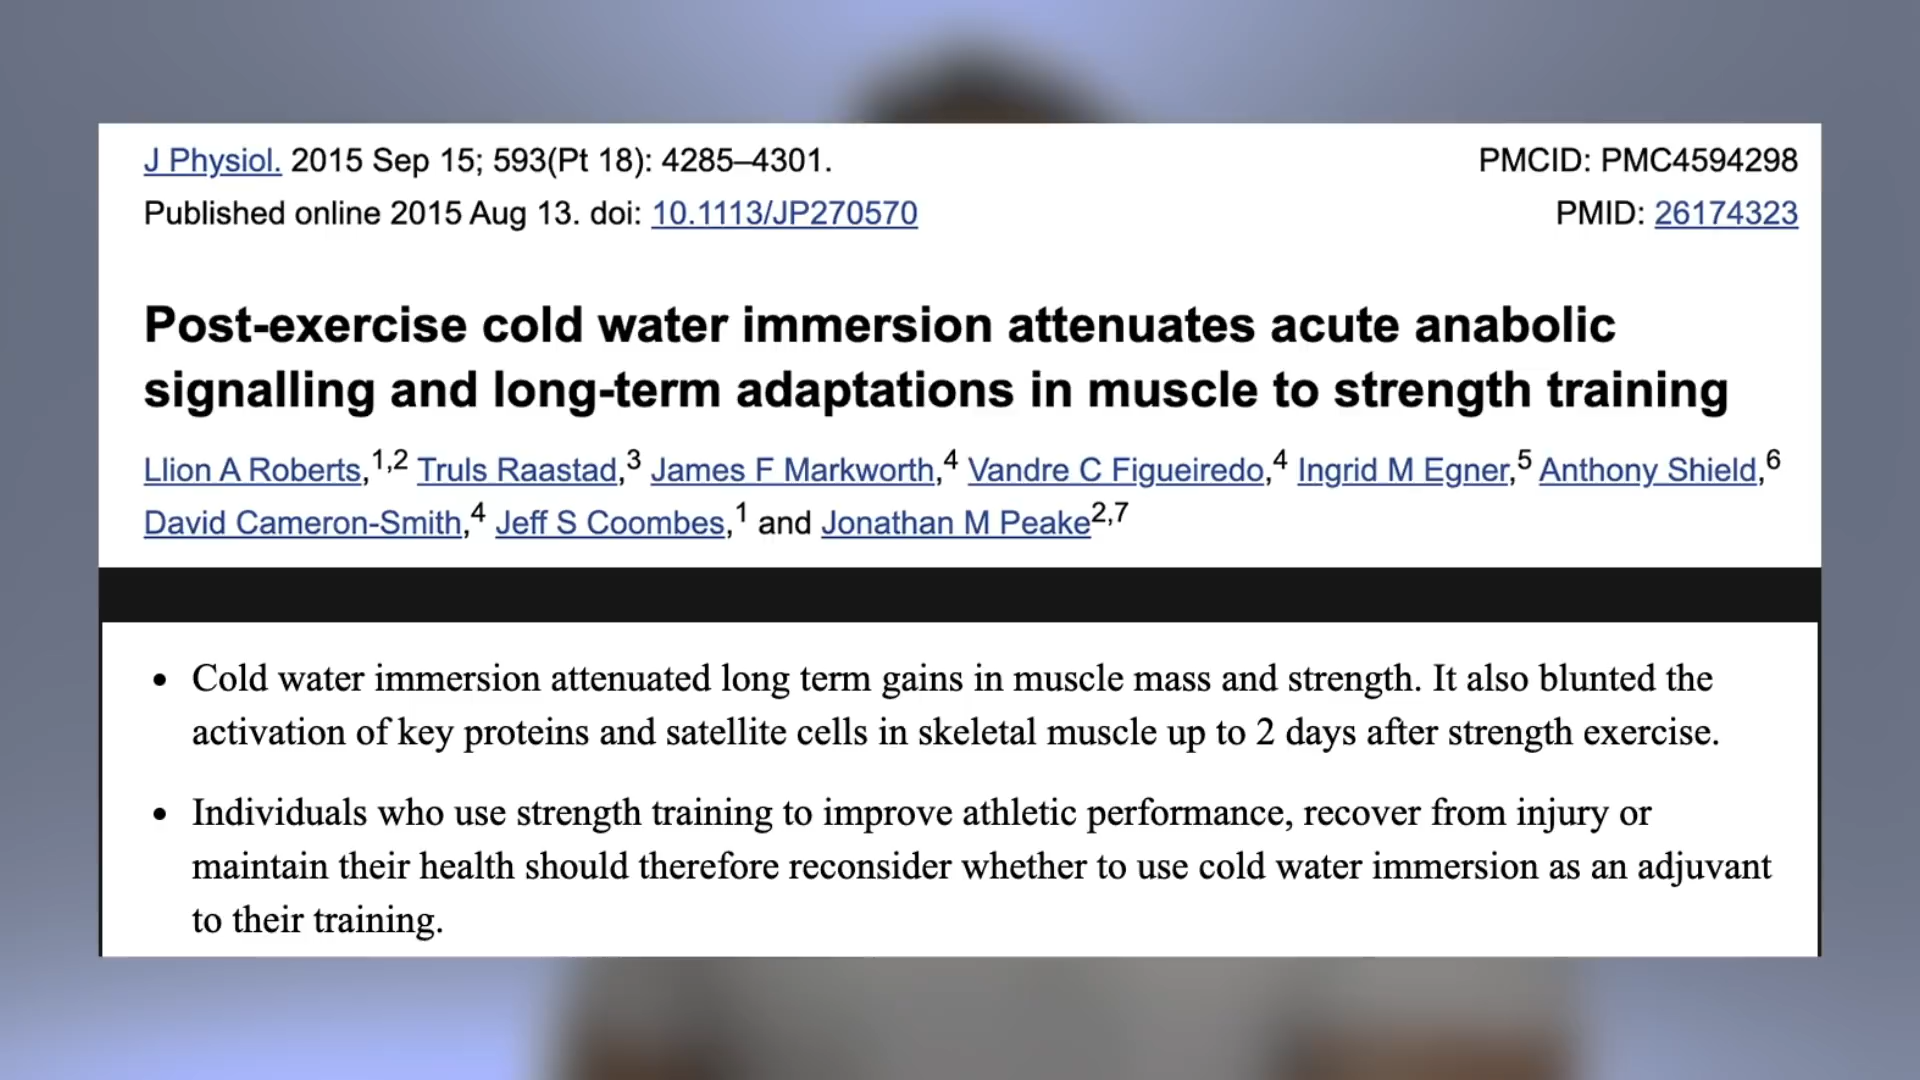 J Physiol. 2015 Sep 15; 593(Pt 18): 4285–4301. PMCID: PMC4594298
Published online 2015 Aug 13. doi: 10.1113/JP270570 PMID: 26174323
Post-exercise cold water immersion attenuates acute anabolic
signalling and long-term adaptations in muscle to strength training
Llion A Roberts,1,2 Truls Raastad,3 James F Markworth,4 Vandre C Figueiredo,4 Ingrid M Egner,5 Anthony Shield,6
David Cameron-Smith,4 Jeff S Coombes,1 and Jonathan M Peake2,7
• Cold water immersion attenuated long term gains in muscle mass and strength. It also blunted the
activation of key proteins and satellite cells in skeletal muscle up to 2 days after strength exercise.
• Individuals who use strength training to improve athletic performance, recover from injury or
maintain their health should therefore reconsider whether to use cold water immersion as an adjuvant
to their training.